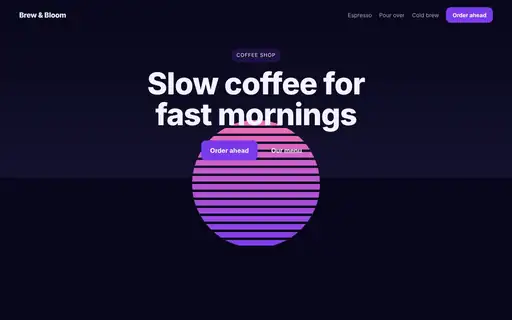 Brew & Bloom
Espresso
Pour over
Cold brew
Order ahead
COFFEE SHOP
Slow coffee for
fast mornings
Order ahead
Our menu